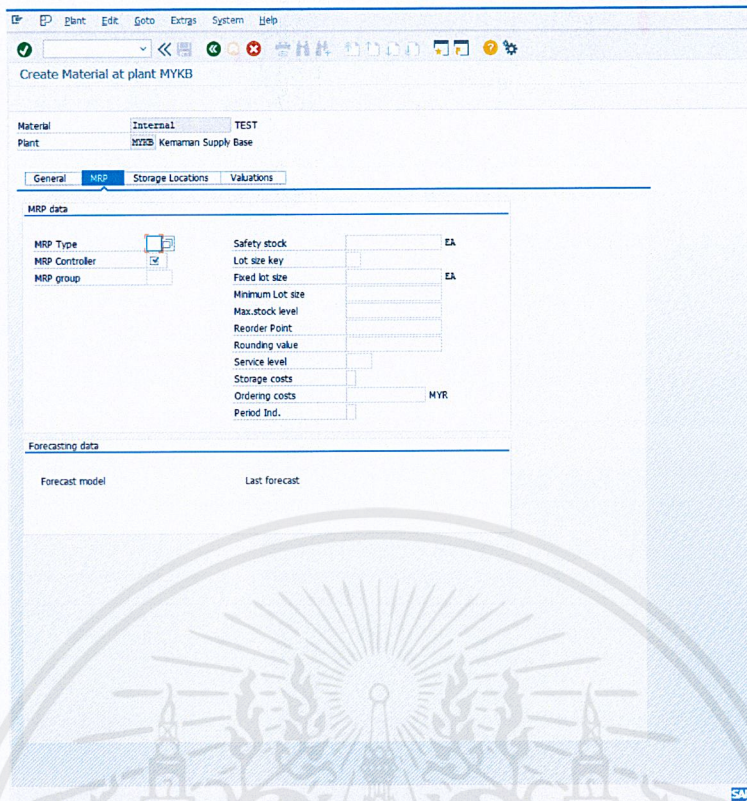 Plant Edit Goto Extras System Help
Create Material at plant MYKB
Material Internal TEST
Plant MYKB Kemaman Supply Base
General MRP Storage Locations Valuations
MRP data
MRP Type Safety stock EA
MRP Controller Lot size key
MRP group Fixed lot size EA
Minimum Lot size
Max.stock level
Reorder Point
Rounding value
Service level
Storage costs
Ordering costs MYR
Period Ind.
Forecasting data
Forecast model Last forecast
SAP